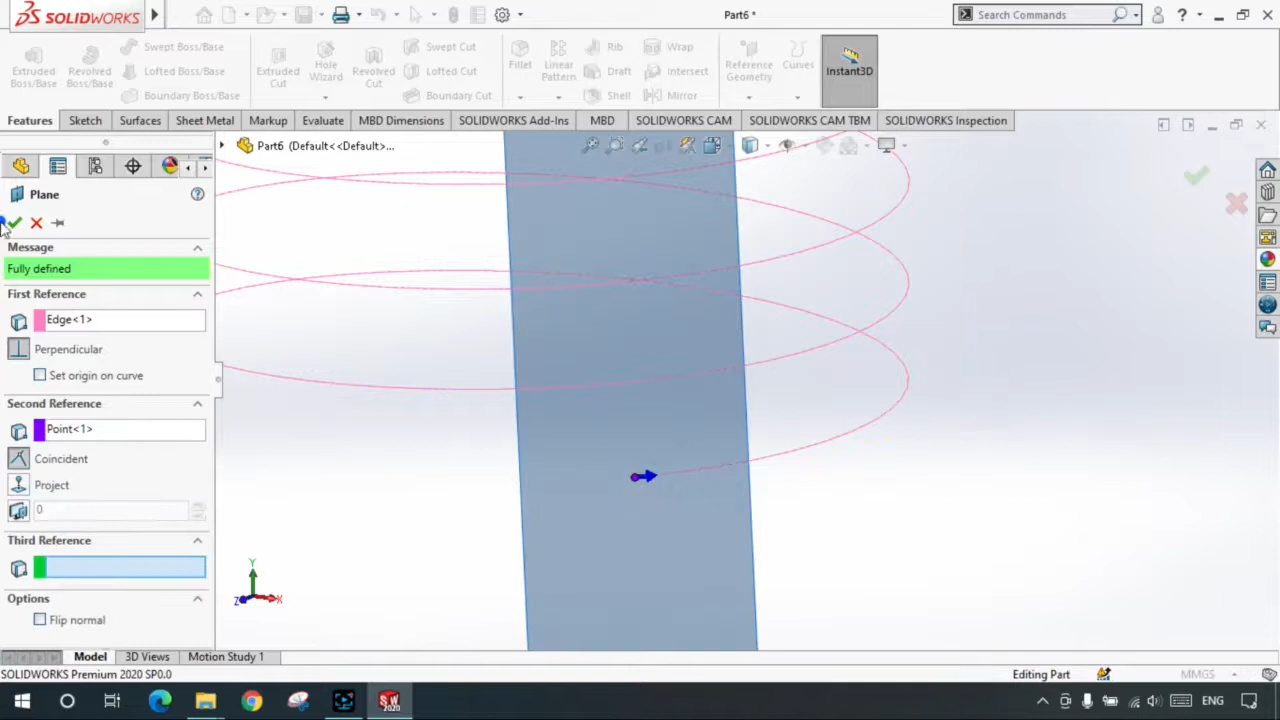 SOLIDWORKS
Part6 *
Search Commands
Extruded Boss/Base
Revolved Boss/Base
Swept Boss/Base
Lofted Boss/Base
Boundary Boss/Base
Extruded Cut
Hole Wizard
Revolved Cut
Swept Cut
Lofted Cut
Boundary Cut
Fillet
Linear Pattern
Rib
Draft
Shell
Wrap
Intersect
Mirror
Reference Geometry
Curves
Instant3D
Features
Sketch
Surfaces
Sheet Metal
Markup
Evaluate
MBD Dimensions
SOLIDWORKS Add-Ins
MBD
SOLIDWORKS CAM
SOLIDWORKS CAM TBM
SOLIDWORKS Inspection
Part6 (Default<<Default>...
Plane
Message
Fully defined
First Reference
Edge<1>
Perpendicular
Set origin on curve
Second Reference
Point<1>
Coincident
Project
0
Third Reference
Options
Flip normal
Y
Z
X
Model
3D Views
Motion Study 1
SOLIDWORKS Premium 2020 SP0.0
Editing Part
MMGS
SW
2020
ENG